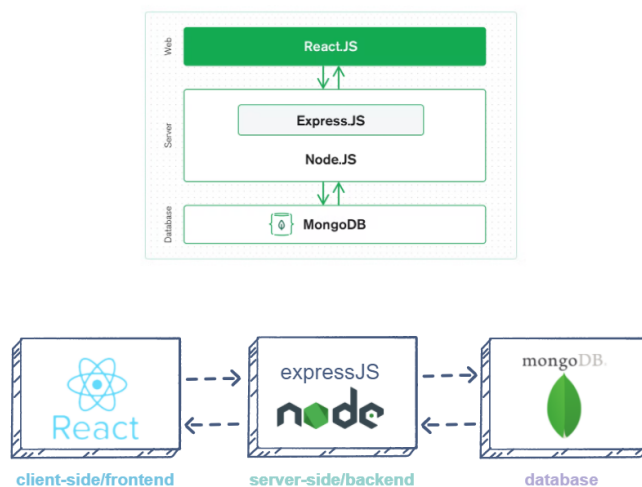 Web
React.JS
Server
Express.JS
Node.JS
Database
MongoDB
React
expressJS
node
mongoDB.
client-side/frontend
server-side/backend
database